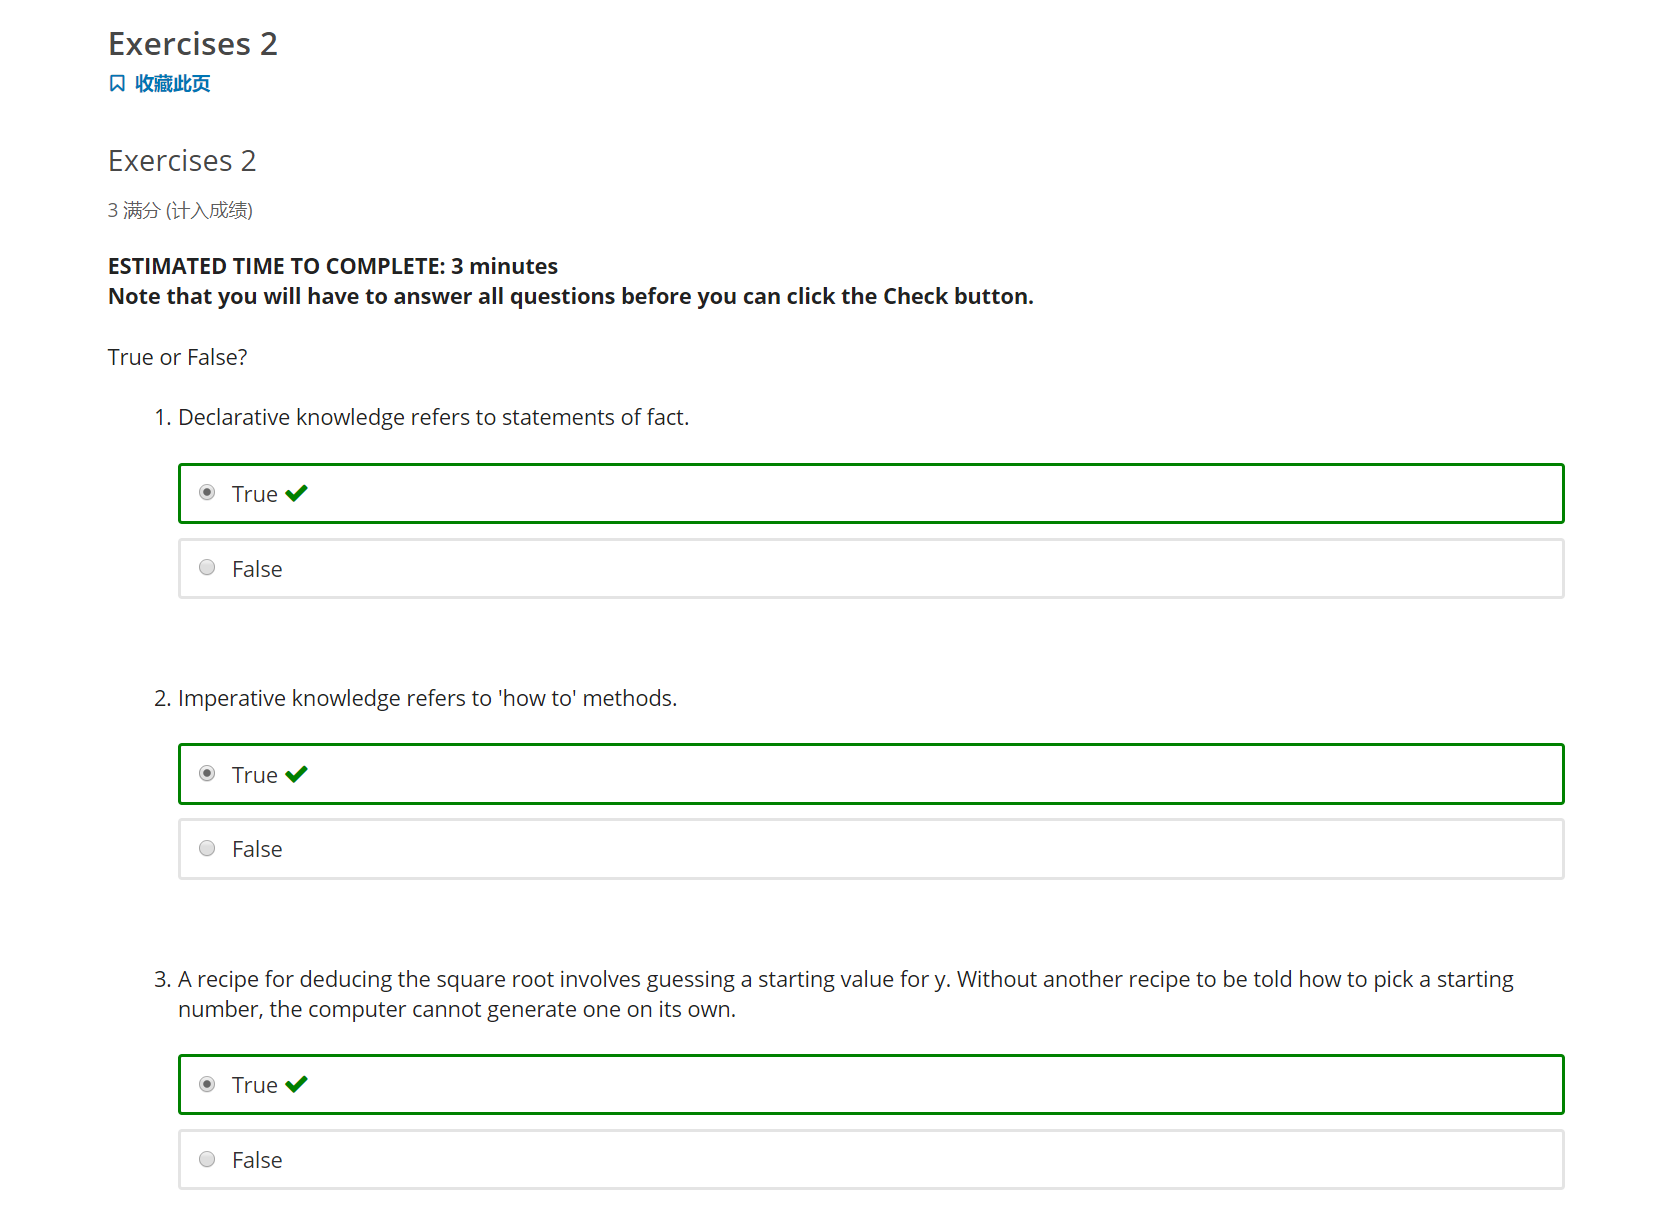 Exercises 2
收藏此页
Exercises 2
3 满分 (计入成绩)
ESTIMATED TIME TO COMPLETE: 3 minutes
Note that you will have to answer all questions before you can click the Check button.
True or False?
1. Declarative knowledge refers to statements of fact.
True
False
2. Imperative knowledge refers to 'how to' methods.
True
False
3. A recipe for deducing the square root involves guessing a starting value for y. Without another recipe to be told how to pick a starting
number, the computer cannot generate one on its own.
True
False